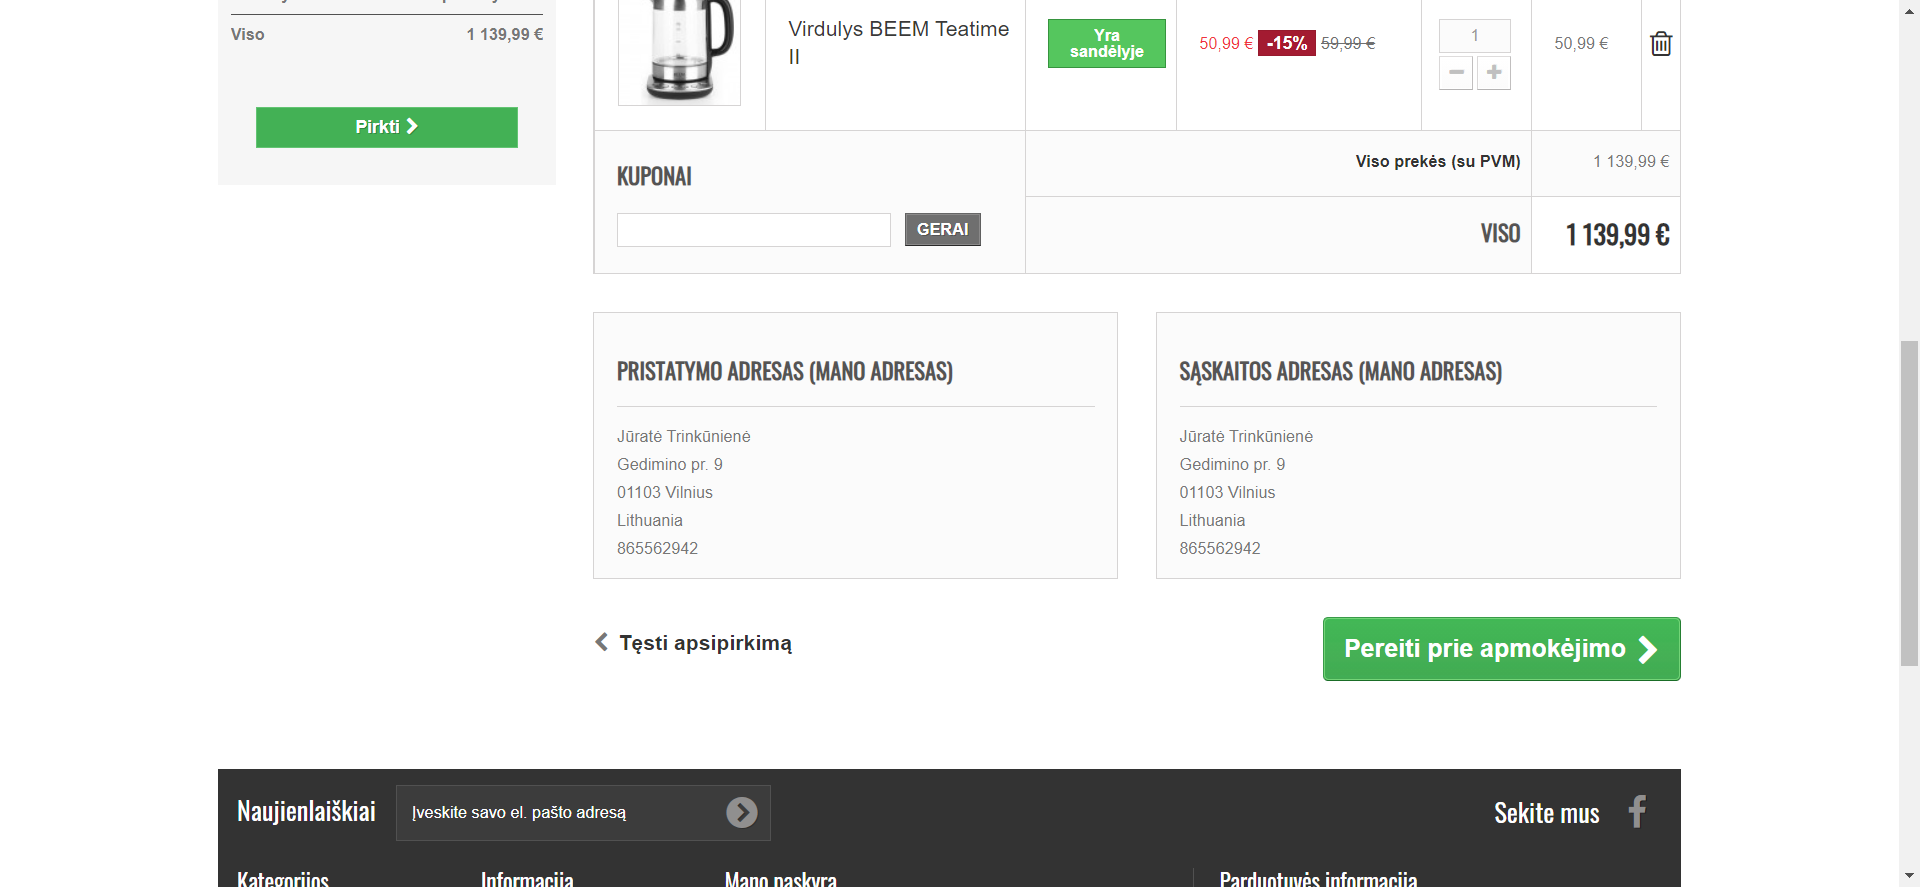 Viso 1 139,99 €
Pirkti
Virdulys BEEM Teatime
II
Yra
sandėlyje
50,99 € -15% 59,99 €
1
50,99 €
KUPONAI
GERAI
Viso prekės (su PVM) 1 139,99 €
VISO 1 139,99 €
PRISTATYMO ADRESAS (MANO ADRESAS)
Jūratė Trinkūnienė
Gedimino pr. 9
01103 Vilnius
Lithuania
865562942
SĄSKAITOS ADRESAS (MANO ADRESAS)
Jūratė Trinkūnienė
Gedimino pr. 9
01103 Vilnius
Lithuania
865562942
Tęsti apsipirkimą
Pereiti prie apmokėjimo
Naujienlaiškiai
Įveskite savo el. pašto adresą
Sekite mus
Kategorijos
Informacija
Mano paskyra
Parduotuvės informacija